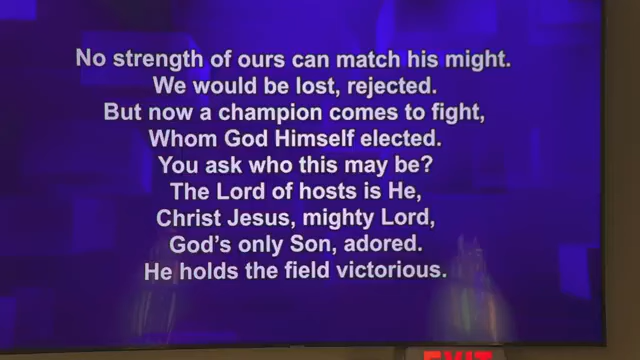 No strength of ours can match his might.
We would be lost, rejected.
But now a champion comes to fight,
Whom God Himself elected.
You ask who this may be?
The Lord of hosts is He,
Christ Jesus, mighty Lord,
God's only Son, adored.
He holds the field victorious.
EXIT